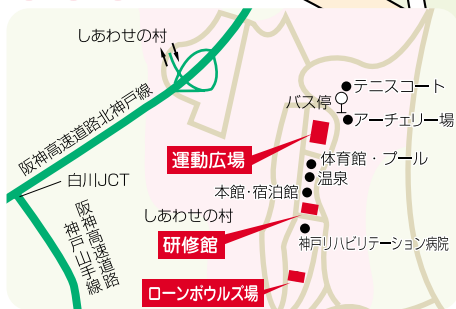 しあわせの村
阪神高速道路北神戸線
白川JCT
阪神高速道路
神戸山手線
テニスコート
バス停
アーチェリー場
運動広場
体育館・プール
温泉
本館・宿泊館
しあわせの村
研修館
神戸リハビリテーション病院
ローンボウルズ場